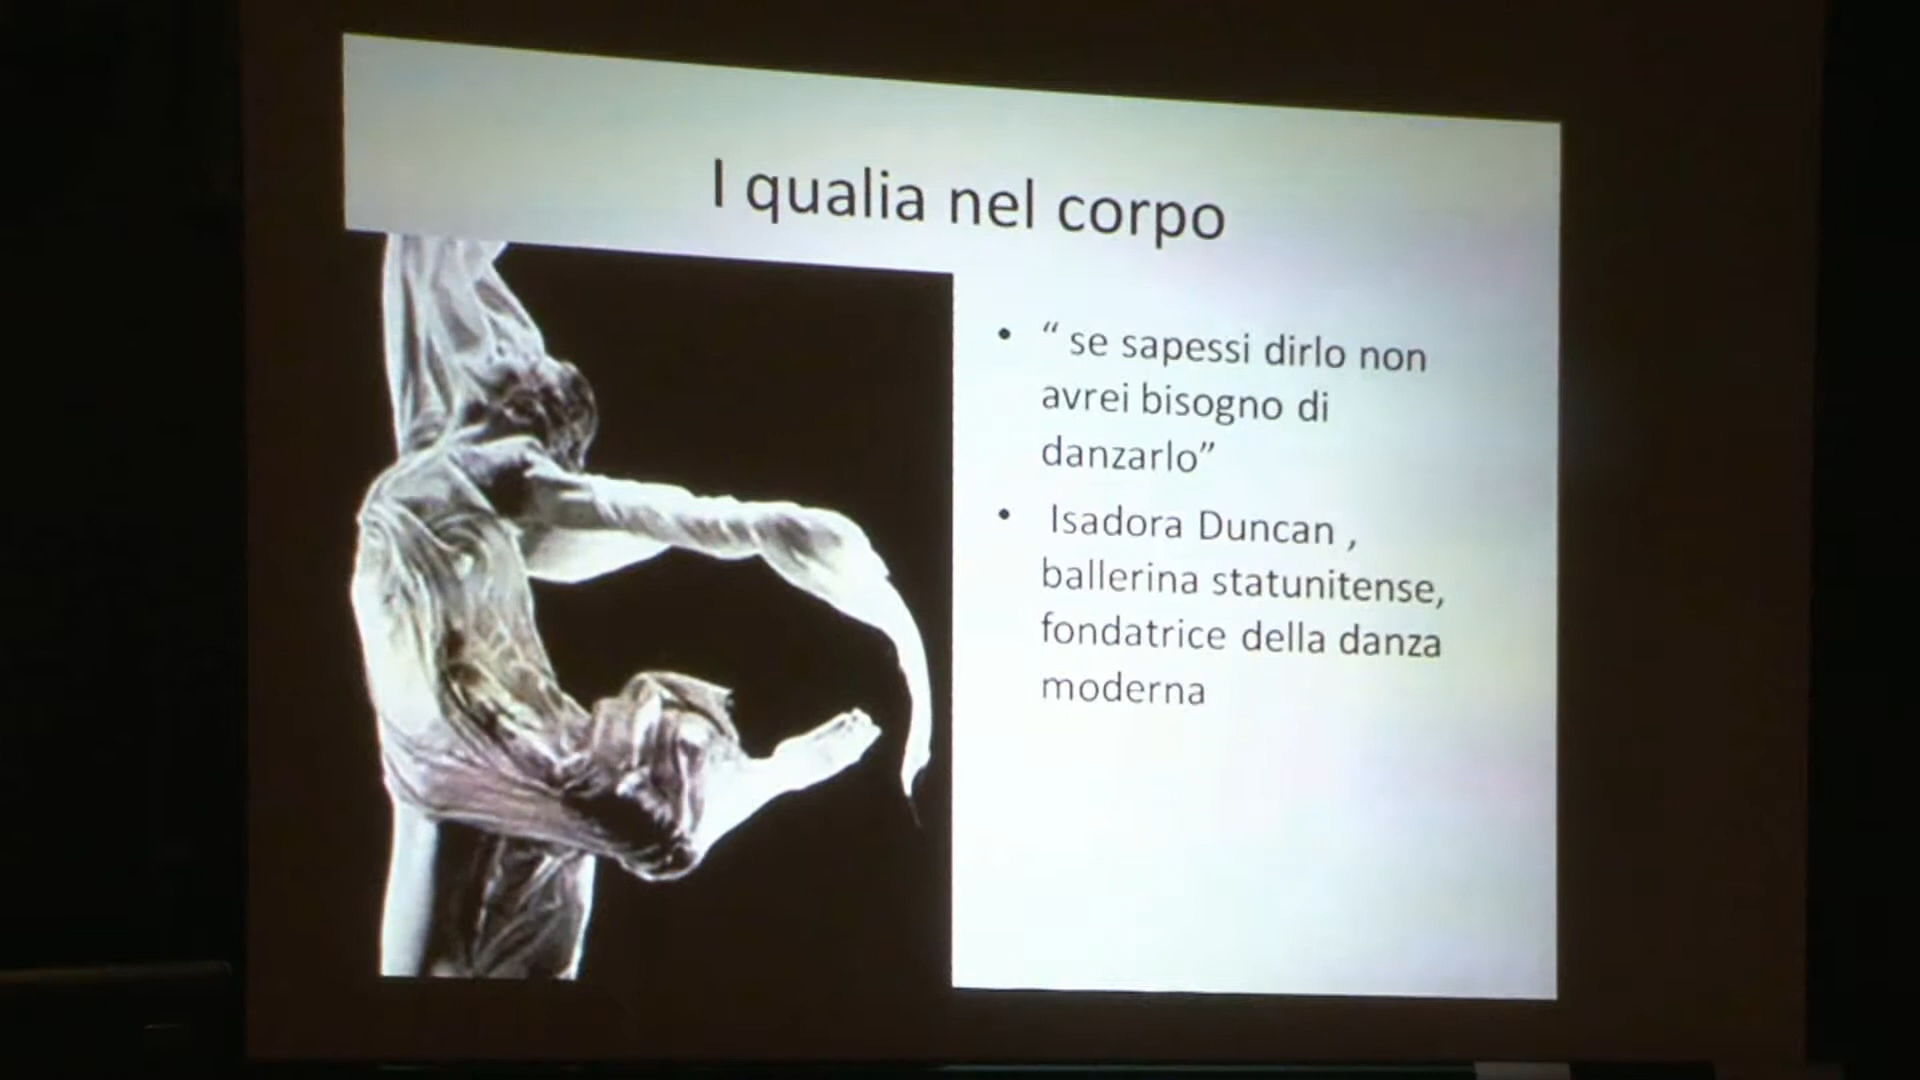 I qualia nel corpo
• “ se sapessi dirlo non
avrei bisogno di
danzarlo”
• Isadora Duncan ,
ballerina statunitense,
fondatrice della danza
moderna